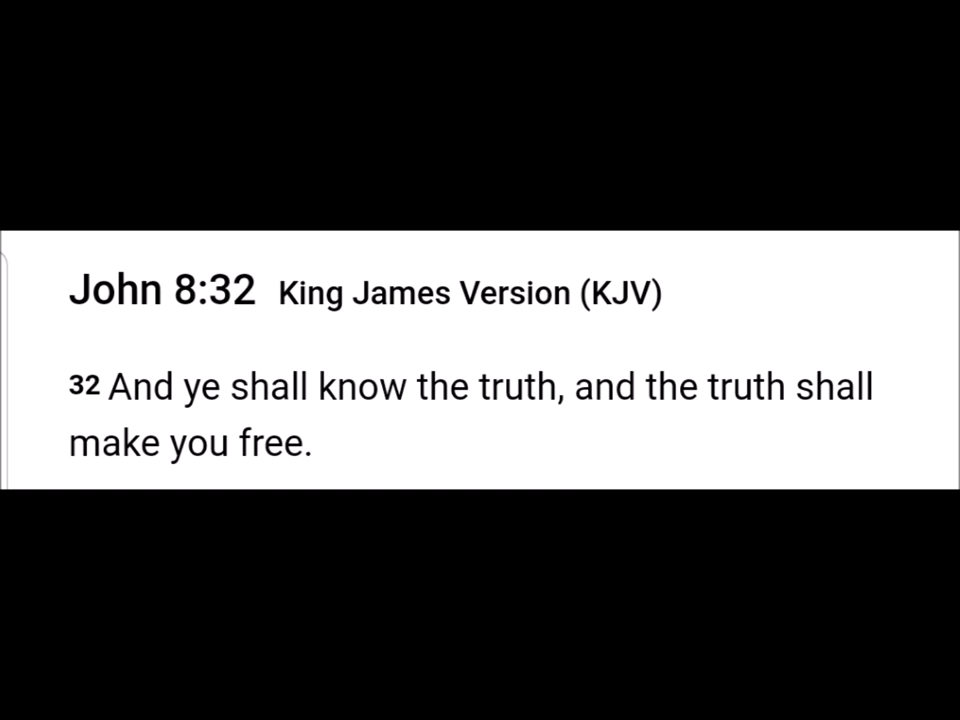 John 8:32 King James Version (KJV)
32 And ye shall know the truth, and the truth shall
make you free.